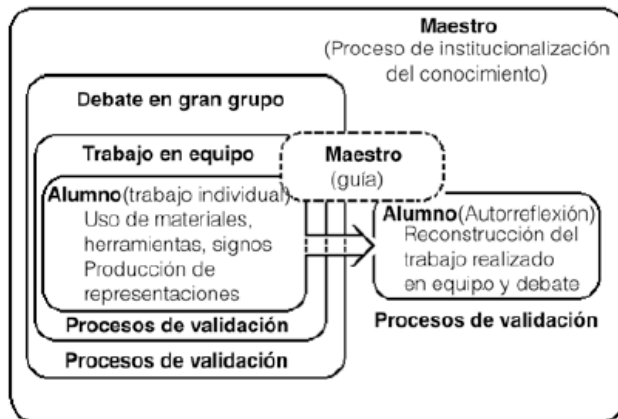 Maestro
(Proceso de institucionalización
del conocimiento)
Debate en gran grupo
Trabajo en equipo
Maestro
(guía)
Alumno(trabajo individual)
Uso de materiales,
herramientas, signos
Producción de
representaciones
Alumno(Autorreflexión)
Reconstrucción del
trabajo realizado
en equipo y debate
Procesos de validación
Procesos de validación
Procesos de validación